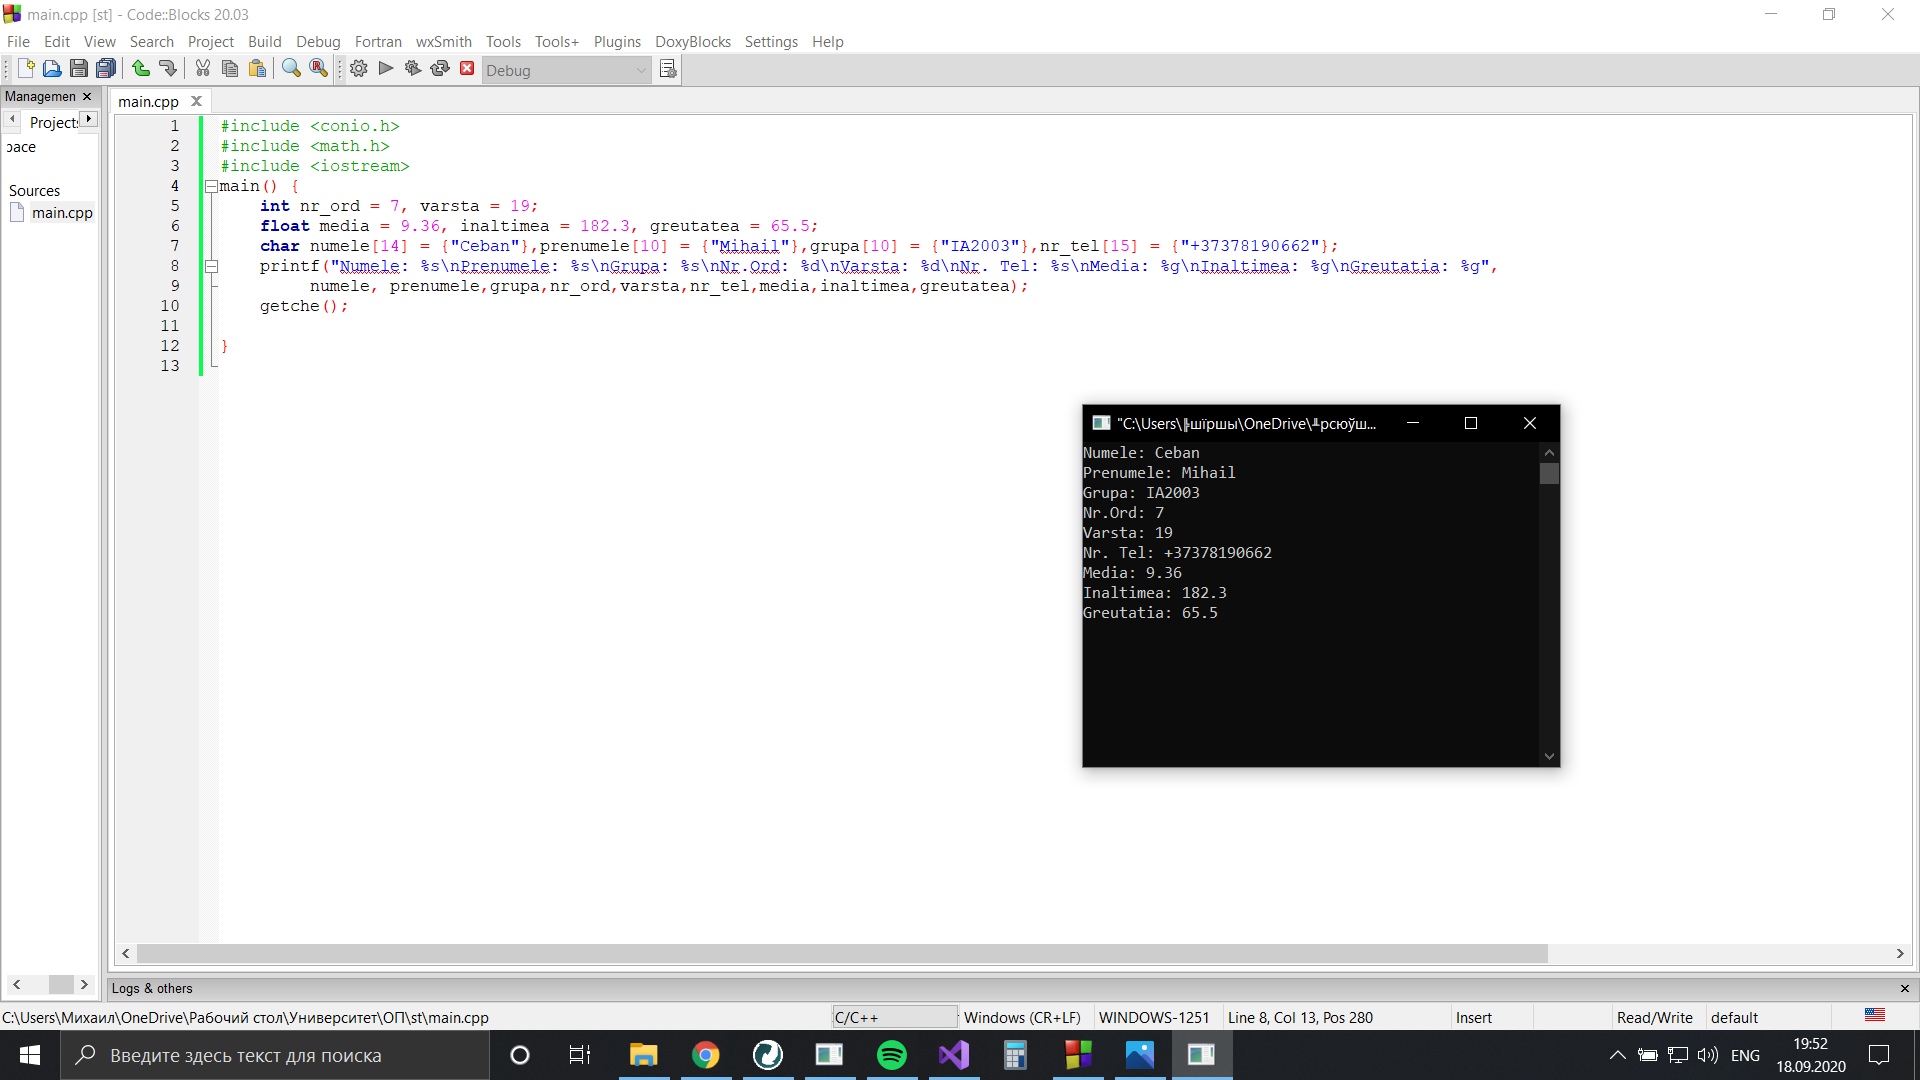 main.cpp [st] - Code::Blocks 20.03
File Edit View Search Project Build Debug Fortran wxSmith Tools Tools+ Plugins DoxyBlocks Settings Help
Debug
Managemen
main.cpp
Projects
pace
Sources
main.cpp
1 #include <conio.h>
2 #include <math.h>
3 #include <iostream>
4 main() {
5 int nr_ord = 7, varsta = 19;
6 float media = 9.36, inaltimea = 182.3, greutatea = 65.5;
7 char numele[14] = {"Ceban"},prenumele[10] = {"Mihail"},grupa[10] = {"IA2003"},nr_tel[15] = {"+37378190662"};
8 printf("Numele: %s\nPrenumele: %s\nGrupa: %s\nNr.Ord: %d\nVarsta: %d\nNr. Tel: %s\nMedia: %g\nInaltimea: %g\nGreutatia: %g",
9 numele, prenumele,grupa,nr_ord,varsta,nr_tel,media,inaltimea,greutatea);
10 getche();
11
12 }
13
"C:\Users\╠шїршы\OneDrive\╨рсюўш...
Numele: Ceban
Prenumele: Mihail
Grupa: IA2003
Nr.Ord: 7
Varsta: 19
Nr. Tel: +37378190662
Media: 9.36
Inaltimea: 182.3
Greutatia: 65.5
Logs & others
C:\Users\Михаил\OneDrive\Рабочий стол\Университет\ОП\st\main.cpp C/C++ Windows (CR+LF) WINDOWS-1251 Line 8, Col 13, Pos 280 Insert Read/Write default
Введите здесь текст для поиска
ENG
19:52
18.09.2020